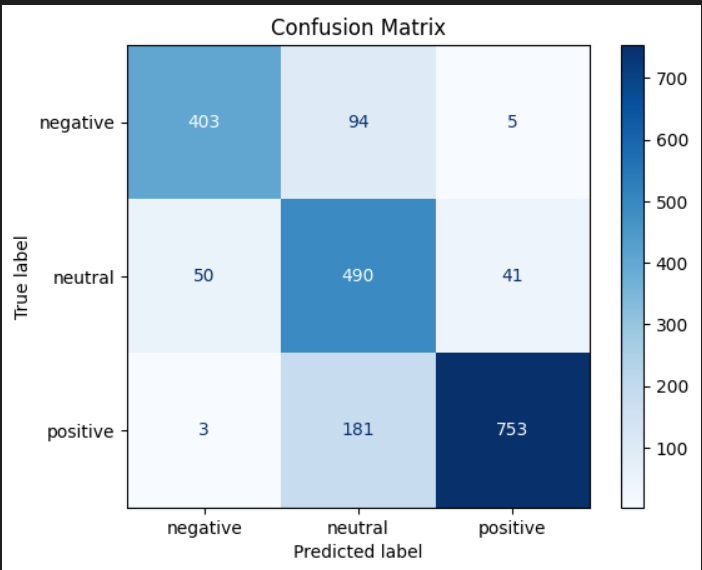 Confusion Matrix
negative 403 94 5
neutral 50 490 41
positive 3 181 753
negative neutral positive
Predicted label
True label
700
600
500
400
300
200
100